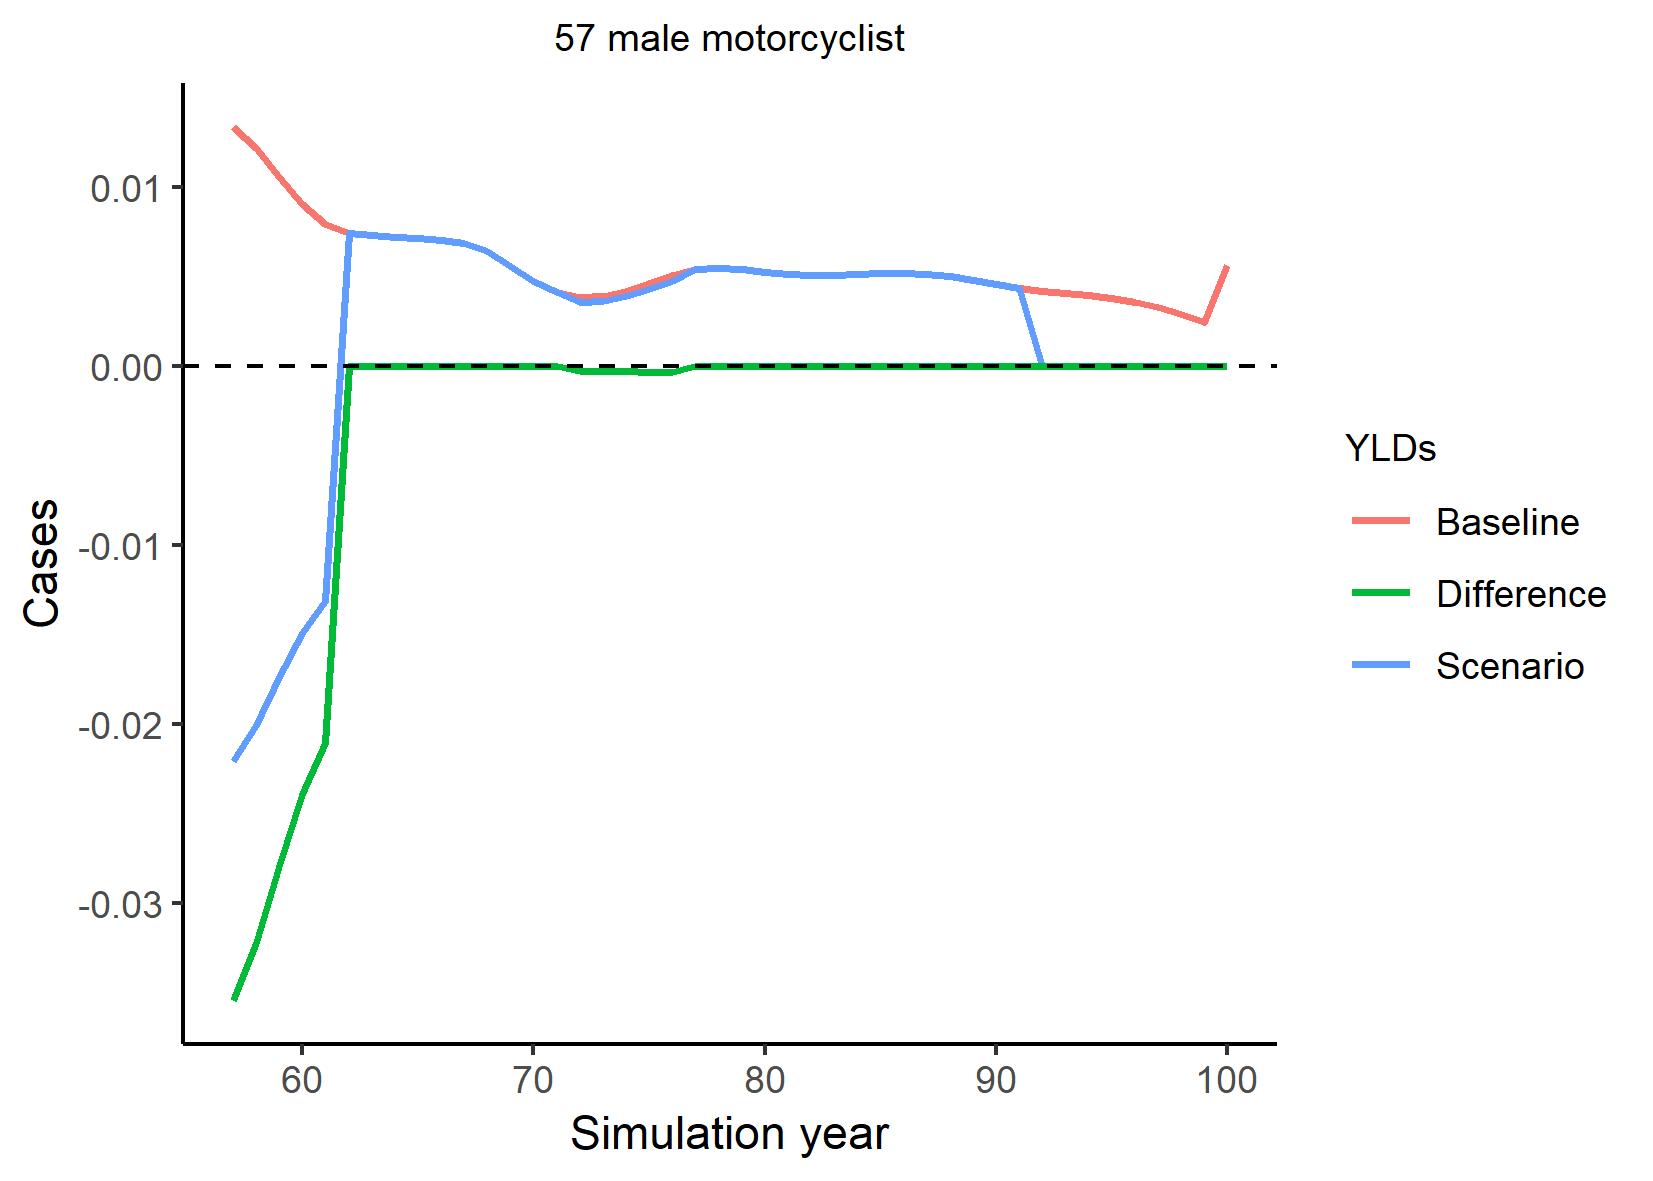 57 male motorcyclist
0.01
0.00
-0.01
-0.02
-0.03
Cases
60 70 80 90 100
Simulation year
YLDs
Baseline
Difference
Scenario